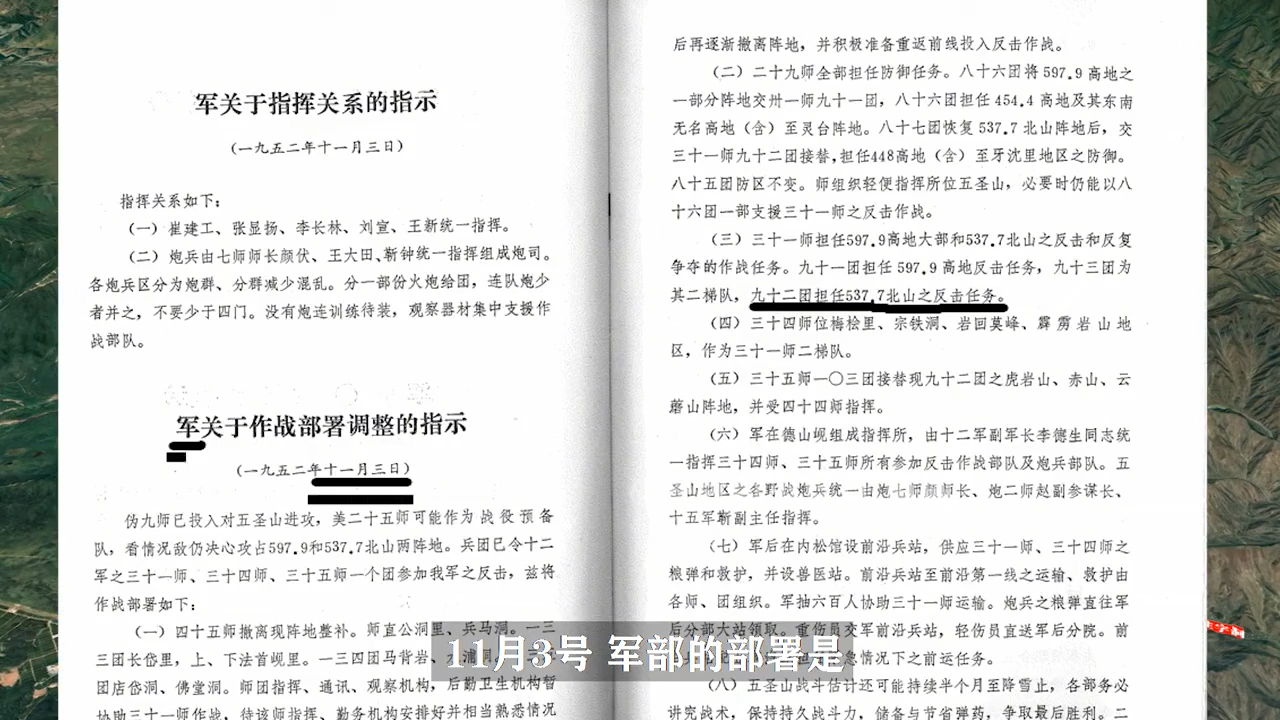 军关于指挥关系的指示
(一九五二年十一月三日)
指挥关系如下:
(一) 崔建工、张显扬、李长林、刘宣、王新统一指挥。
(二) 炮兵由七师师长颜伏、王大田、靳钟统一指挥组成炮司。
各炮兵区分为炮群、分群减少混乱。分一部份火炮给团,连队炮少
者并之,不要少于四门。没有炮连训练待装,观察器材集中支援作
战部队。
军关于作战部署调整的指示
(一九五二年十一月三日)
伪九师已投入对五圣山进攻,美二十五师可能作为战役预备
队,看情况敌仍决心攻占597.9和537.7北山两阵地。兵团已令十二
军之三十一师、三十四师、三十五师一个团参加我军之反击,兹将
作战部署如下:
(一) 四十五师撤离现阵地整补。师直公洞里、兵马洞。一三
三团长岱里,上、下法首岘里。一三四团马背岩、
团店岱洞、佛堂洞。师团指挥、通讯、观察机构,后勤卫生机构暂
协助三十一师作战,待该师指挥、勤务机构安排好并相当熟悉情况
后再逐渐撤离阵地,并积极准备重返前线投入反击作战。
(二) 二十九师全部担任防御任务。八十六团将597.9高地之
一部分阵地交卅一师九十一团,八十六团担任454.4高地及其东南
无名高地(含)至灵台阵地。八十七团恢复537.7北山阵地后,交
三十一师九十二团接替,担任448高地(含)至牙沈里地区之防御。
八十五团防区不变。师组织轻便指挥所位五圣山,必要时仍能以八
十六团一部支援三十一师之反击作战。
(三) 三十一师担任597.9高地大部和537.7北山之反击和反复
争夺的作战任务。九十一团担任597.9高地反击任务,九十三团为
其二梯队,九十二团担任537.7北山之反击任务。
(四) 三十四师位梅桧里、宗铁洞、岩回莫峰、霹雳岩山地
区,作为三十一师二梯队。
(五) 三十五师一〇三团接替现九十二团之虎岩山、赤山、云
蘑山阵地,并受四十四师指挥。
(六) 军在德山岘组成指挥所,由十二军副军长李德生同志统
一指挥三十四师、三十五师所有参加反击作战部队及炮兵部队。五
圣山地区之各野战炮兵统一由炮七师颜师长、炮二师赵副参谋长、
十五军靳副主任指挥。
(七) 军后在内松馆设前沿兵站,供应三十一师、三十四师之
粮弹和救护,并设兽医站。前沿兵站至前沿第一线之运输、救护由
各师、团组织。军抽六百人协助三十一师运输。炮兵之粮弹直往军
后分部大站领取。重伤员交军前沿兵站,轻伤员直送军后分院。前
急情况下之前运任务。
(八) 五圣山战斗估计还可能持续半个月至降雪止,各部务必
讲究战术,保持持久战斗力,储备与节省弹药,争取最后胜利。二
11月3号 军部的部署是